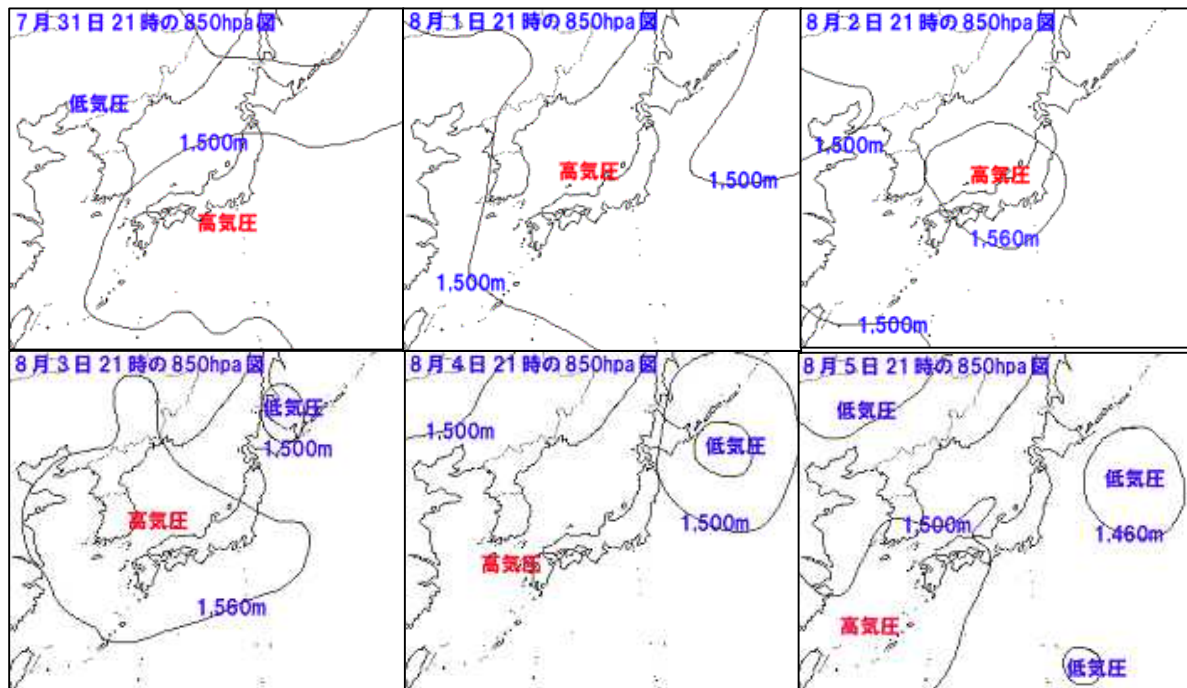 7月31日21時の850hpa図
低気圧
1,500m
高気圧
8月1日21時の850hpa図
高気圧
1,500m
1,500m
8月2日21時の850hpa図
1,500m
高気圧
1,560m
1,500m
8月3日21時の850hpa図
低気圧
1,500m
高気圧
1,560m
8月4日21時の850hpa図
1,500m
低気圧
1,500m
高気圧
8月5日21時の850hpa図
低気圧
低気圧
1,500m
1,460m
高気圧
低気圧